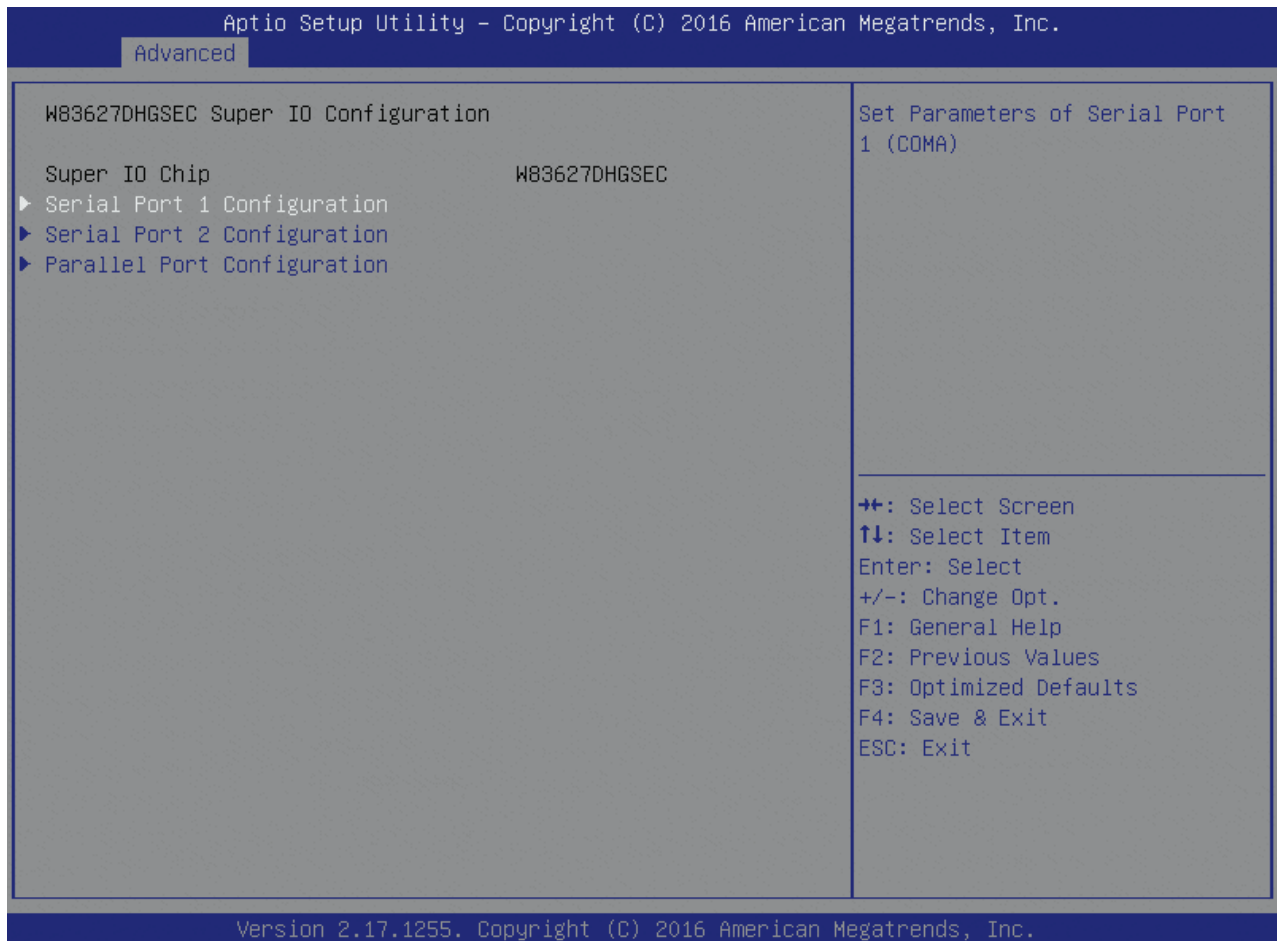 Aptio Setup Utility – Copyright (C) 2016 American Megatrends, Inc.
Advanced
W83627DHGSEC Super IO Configuration
Super IO Chip W83627DHGSEC
▶ Serial Port 1 Configuration
▶ Serial Port 2 Configuration
▶ Parallel Port Configuration
Set Parameters of Serial Port
1 (COMA)
→←: Select Screen
↑↓: Select Item
Enter: Select
+/-: Change Opt.
F1: General Help
F2: Previous Values
F3: Optimized Defaults
F4: Save & Exit
ESC: Exit
Version 2.17.1255. Copyright (C) 2016 American Megatrends, Inc.